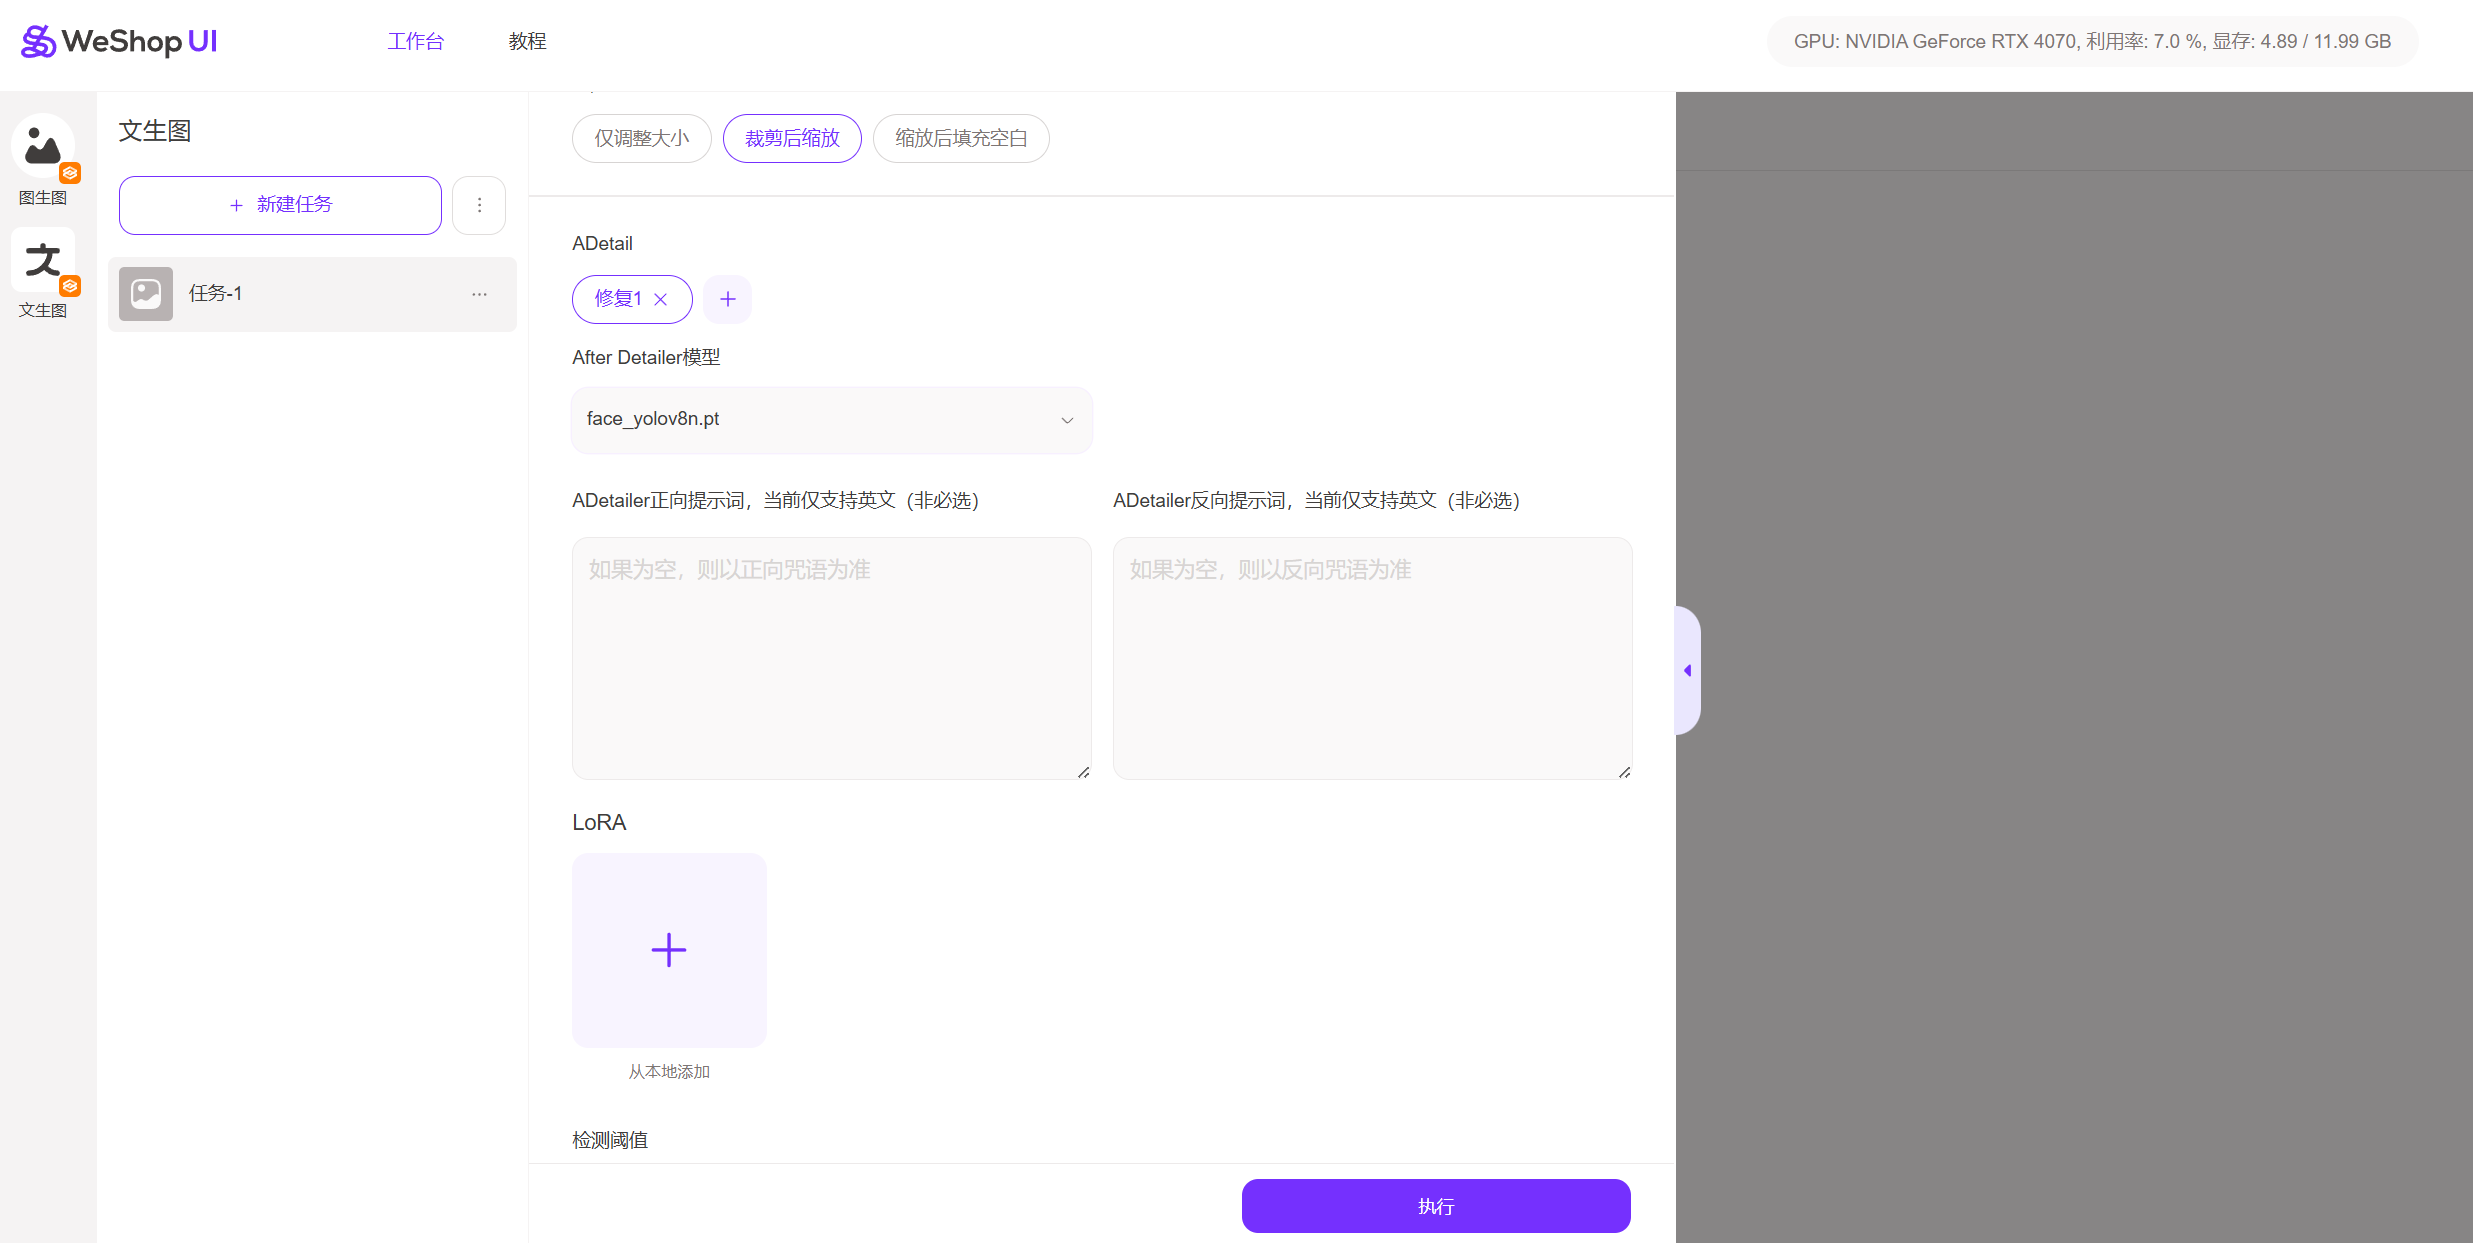 WeShop UI
工作台
教程
GPU: NVIDIA GeForce RTX 4070, 利用率: 7.0 %, 显存: 4.89 / 11.99 GB
图生图
文
文生图
文生图
+ 新建任务
任务-1
仅调整大小
裁剪后缩放
缩放后填充空白
ADetail
修复1
After Detailer模型
face_yolov8n.pt
ADetailer正向提示词，当前仅支持英文（非必选）
ADetailer反向提示词，当前仅支持英文（非必选）
如果为空，则以正向咒语为准
如果为空，则以反向咒语为准
LoRA
从本地添加
检测阈值
执行